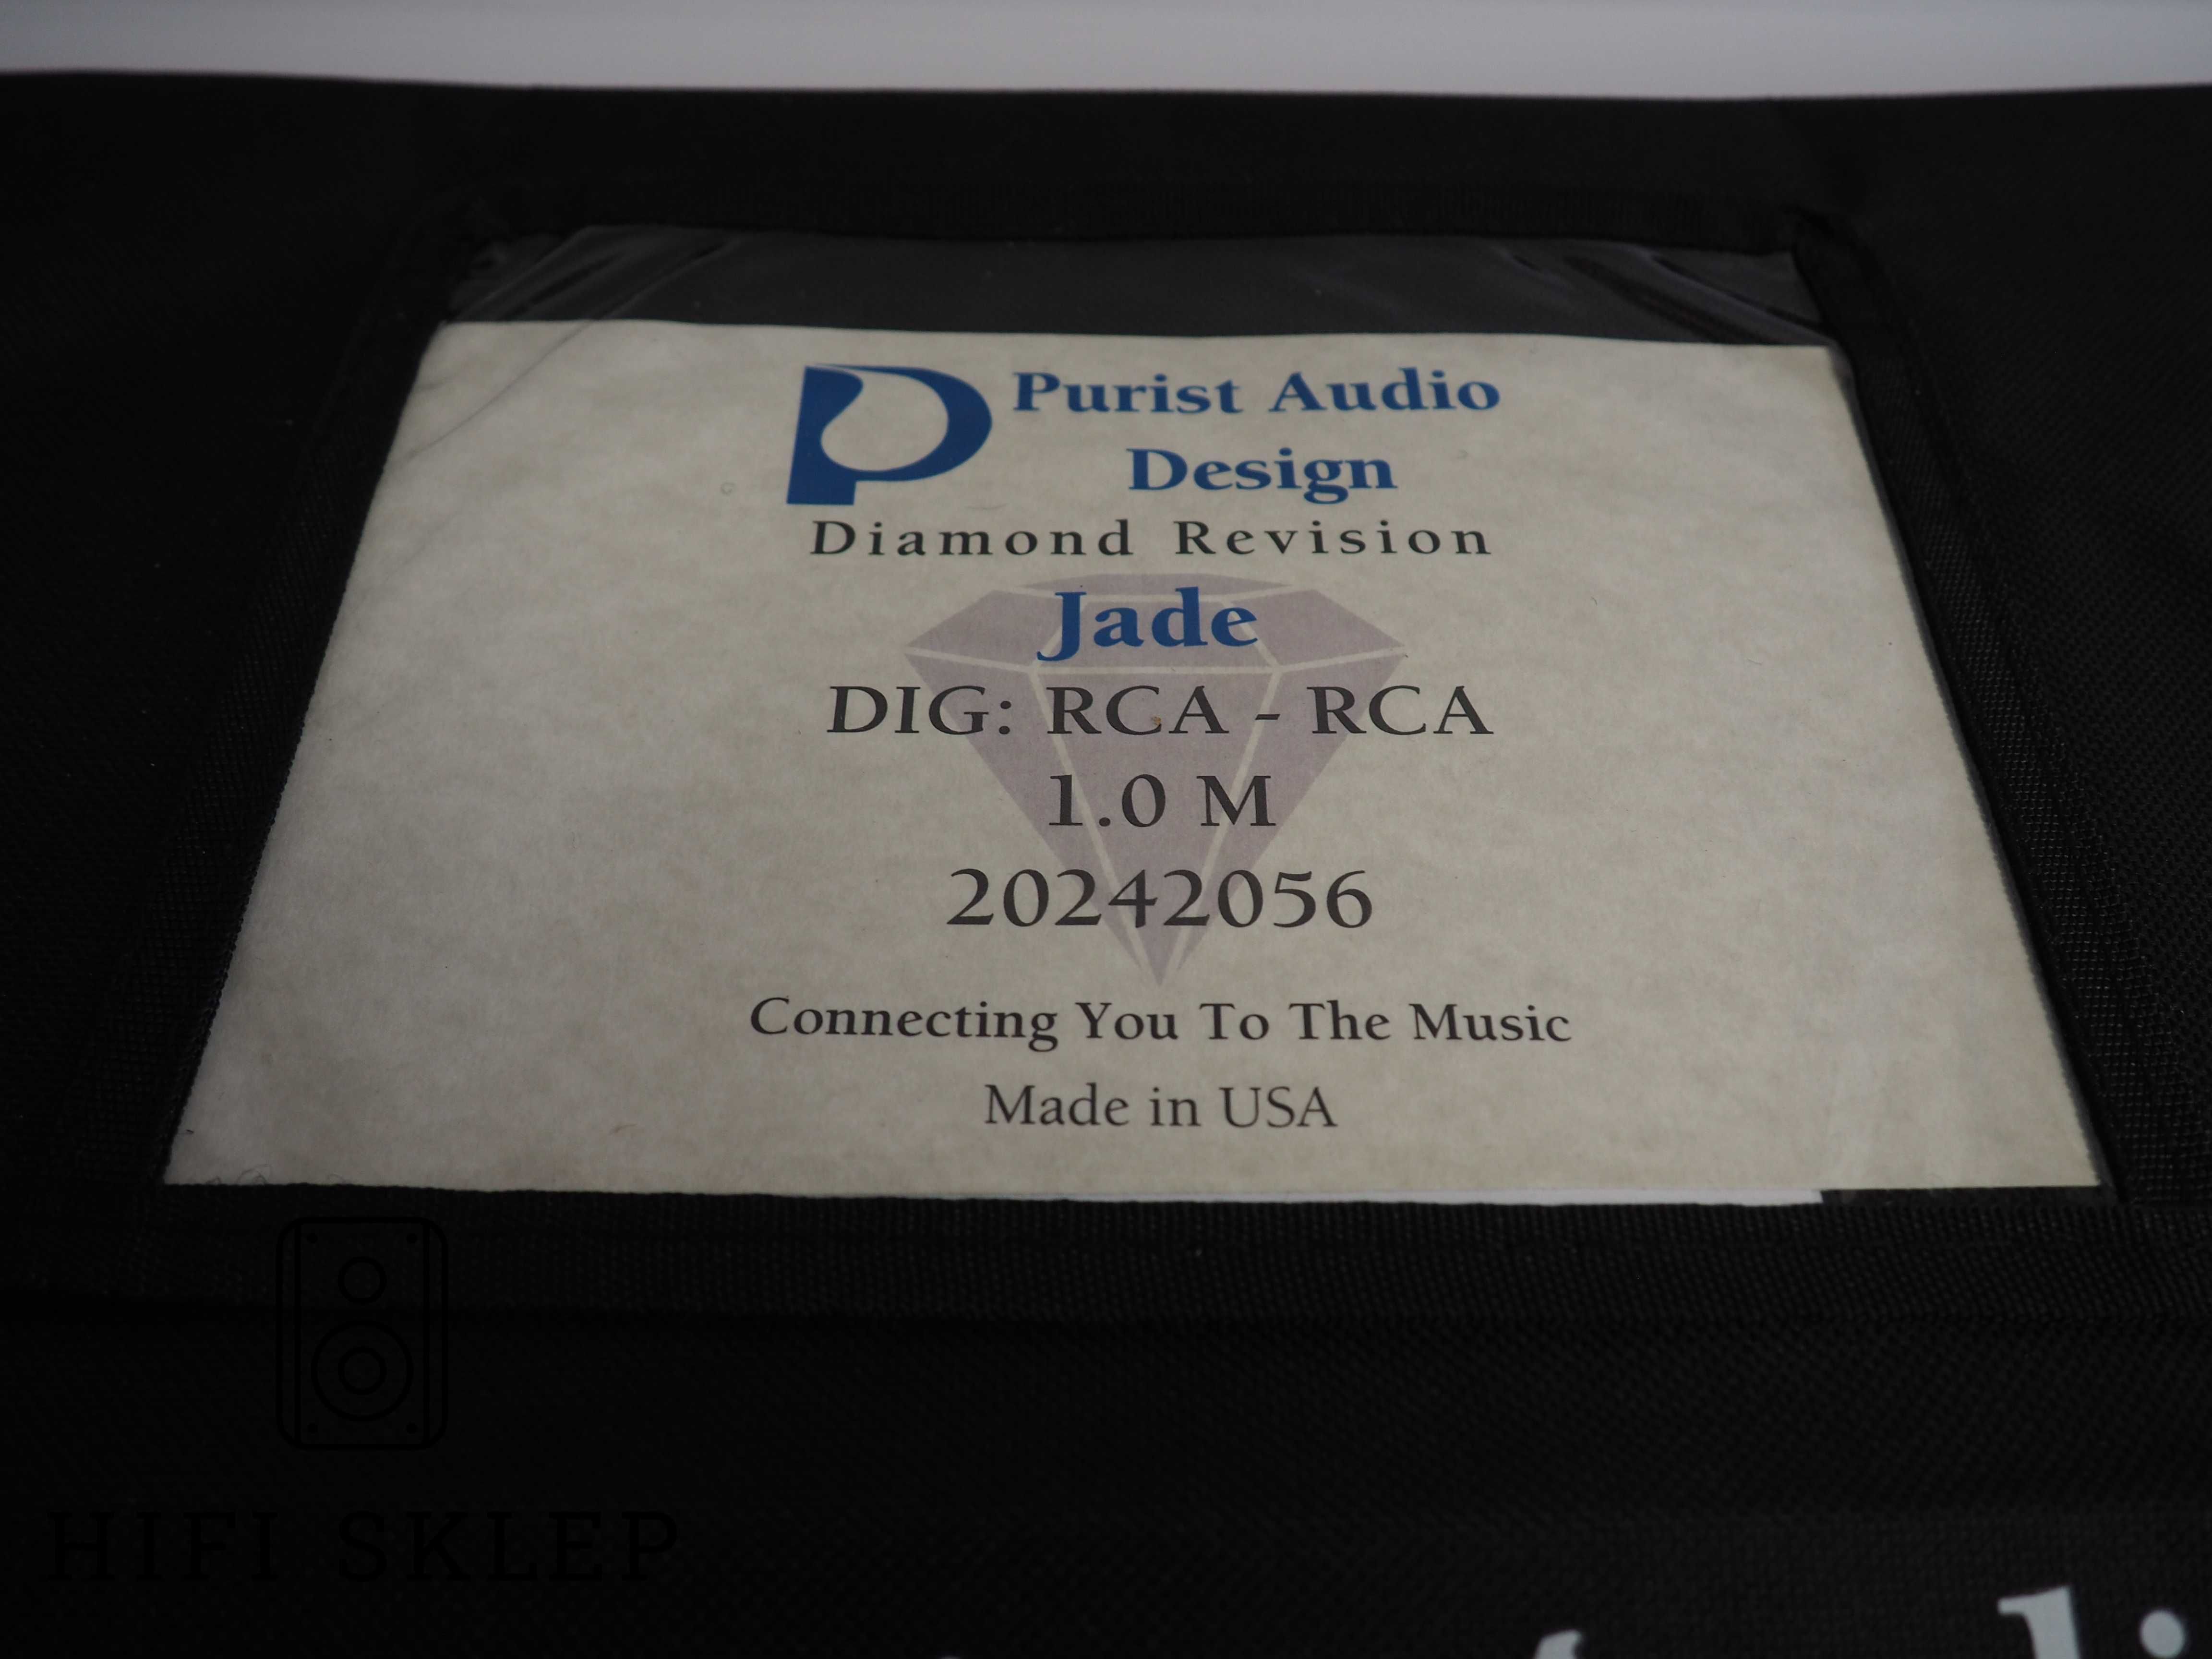 Purist Audio
Design
Diamond Revision
Jade
DIG: RCA - RCA
1.0 M
20242056
Connecting You To The Music
Made in USA
HIFI SKLEP